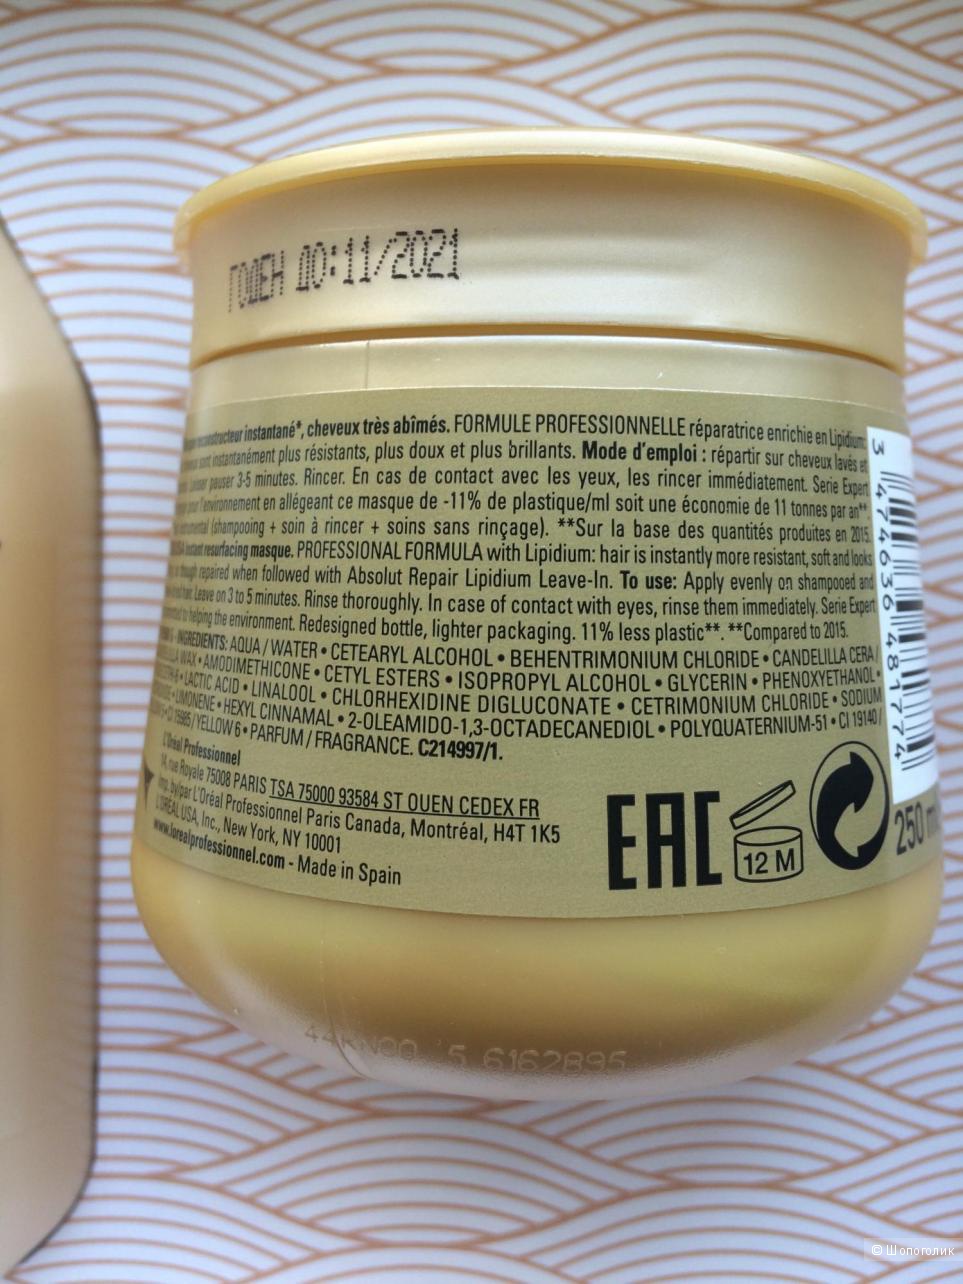 ГОДЕН ДО:11/2021
instantané*, cheveux très abîmés. FORMULE PROFESSIONNELLE réparatrice enrichie en Lipidium:
sont instantanément plus résistants, plus doux et plus brillants. Mode d'emploi : répartir sur cheveux lavés et
pauser 3-5 minutes. Rincer. En cas de contact avec les yeux, les rincer immédiatement. Serie Expert
pour l'environnement en allégeant ce masque de -11% de plastique/ml soit une économie de 11 tonnes par an**.
(shampooing + soin à rincer + soins sans rinçage). **Sur la base des quantités produites en 2015.
Instant resurfacing masque. PROFESSIONAL FORMULA with Lipidium: hair is instantly more resistant, soft and looks
though repaired when followed with Absolut Repair Lipidium Leave-In. To use: Apply evenly on shampooed and
hair. Leave on 3 to 5 minutes. Rinse thoroughly. In case of contact with eyes, rinse them immediately. Serie Expert
to helping the environment. Redesigned bottle, lighter packaging. 11% less plastic**. **Compared to 2015.
- INGREDIENTS: AQUA / WATER • CETEARYL ALCOHOL • BEHENTRIMONIUM CHLORIDE • CANDELILLA CERA /
WAX • AMODIMETHICONE • CETYL ESTERS • ISOPROPYL ALCOHOL • GLYCERIN • PHENOXYETHANOL •
• LACTIC ACID • LINALOOL • CHLORHEXIDINE DIGLUCONATE • CETRIMONIUM CHLORIDE • SODIUM
• LIMONENE • HEXYL CINNAMAL • 2-OLEAMIDO-1,3-OCTADECANEDIOL • POLYQUATERNIUM-51 • CI 19140 /
• CI 15985 / YELLOW 6 • PARFUM / FRAGRANCE. C214997/1.
L'Oréal Professionnel
14, rue Royale 75008 PARIS TSA 75000 93584 ST OUEN CEDEX FR
Imp. by/par L'Oréal Professionnel Paris Canada, Montréal, H4T 1K5
L'ORÉAL USA, Inc., New York, NY 10001
www.lorealprofessionnel.com - Made in Spain
EAC
12 M
250 m
3 474636 481774
44KN00 5 6162895
© Шопоголик